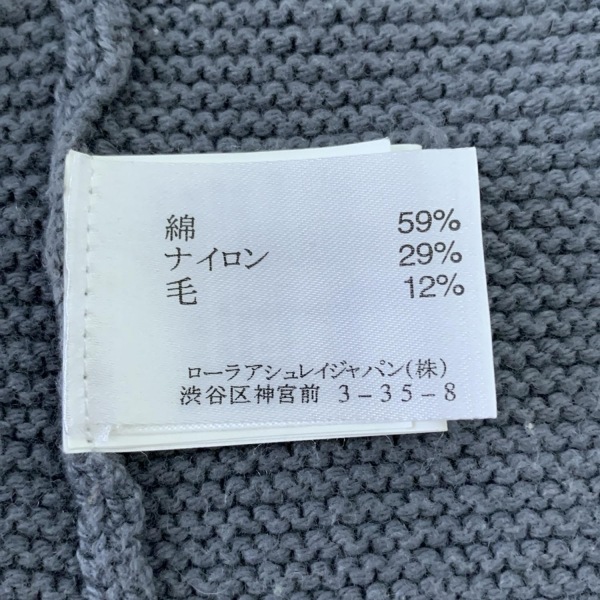 綿 59%
ナイロン 29%
毛 12%
ローラアシュレイジャパン(株)
渋谷区神宮前 3-35-8